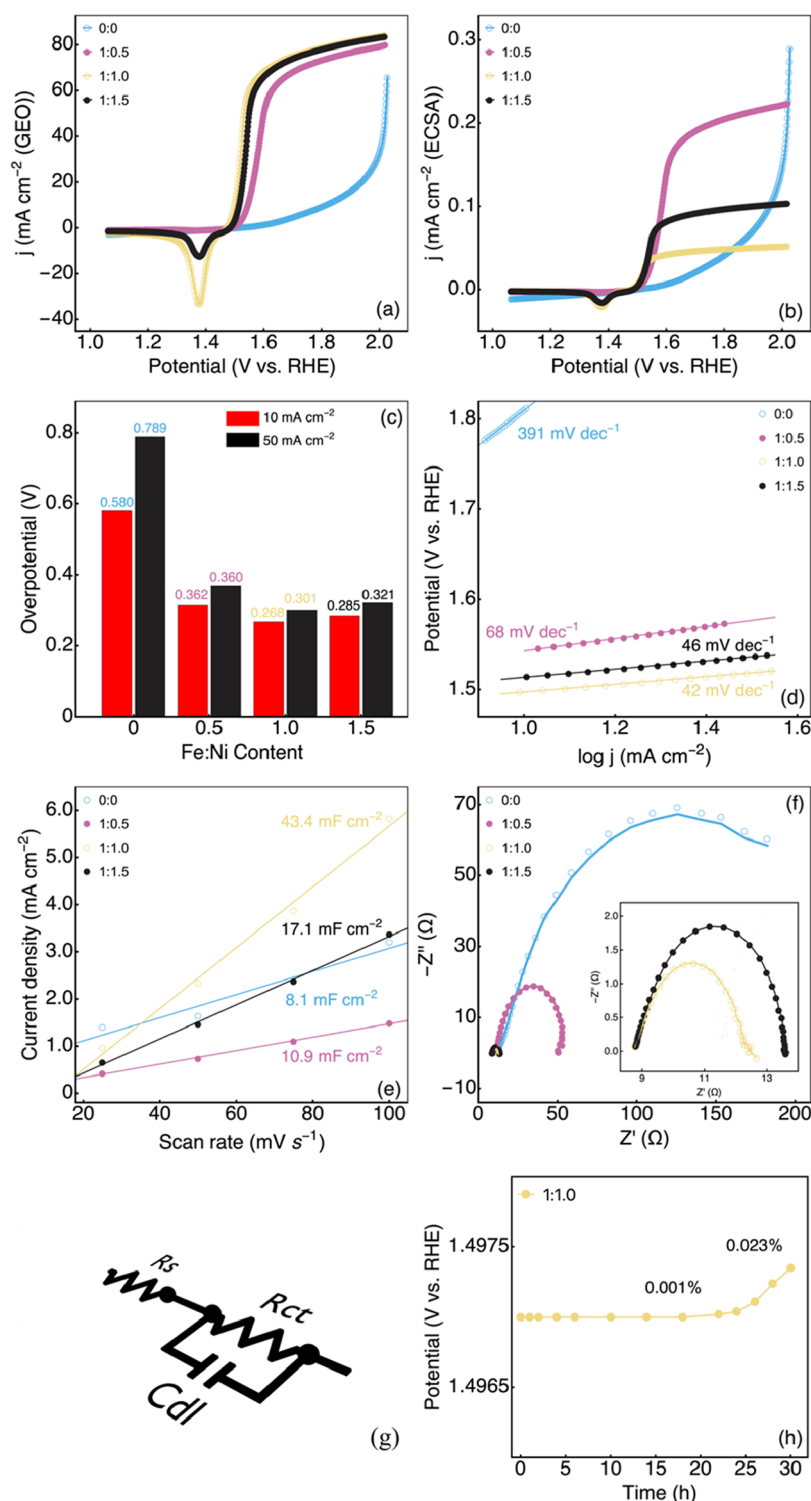 0:0
1:0.5
1:1.0
1:1.5
80
60
40
20
0
−20
−40
j (mA cm−2 (GEO))
(a)
1.0
1.2
1.4
1.6
1.8
2.0
Potential (V vs. RHE)
0:0
1:0.5
1:1.0
1:1.5
0.3
0.2
0.1
0.0
j (mA cm−2 (ECSA))
(b)
1.0
1.2
1.4
1.6
1.8
2.0
Potential (V vs. RHE)
(c)
10 mA cm−2
50 mA cm−2
0.8
0.6
0.4
0.2
0
Overpotential (V)
0.580
0.789
0.362
0.360
0.268
0.301
0.285
0.321
0
0.5
1.0
1.5
Fe:Ni Content
1.8
1.7
1.6
1.5
Potential (V vs. RHE)
391 mV dec−1
0:0
1:0.5
1:1.0
1:1.5
68 mV dec−1
46 mV dec−1
42 mV dec−1
(d)
1.0
1.2
1.4
1.6
log j (mA cm−2)
0:0
1:0.5
1:1.0
1:1.5
6.0
5.0
4.0
3.0
2.0
1.0
0
Current density (mA cm−2)
43.4 mF cm−2
17.1 mF cm−2
8.1 mF cm−2
10.9 mF cm−2
(e)
20
40
60
80
100
Scan rate (mV s−1)
0:0
1:0.5
1:1.0
1:1.5
(f)
70
50
30
10
−10
−Z" (Ω)
2.0
1.5
1.0
0.5
0.0
−Z" (Ω)
9
11
13
Z' (Ω)
0
50
100
150
200
Z' (Ω)
Rs
Rct
Cdl
(g)
1:1.0
1.4975
1.4965
Potential (V vs. RHE)
0.001%
0.023%
(h)
0
5
10
15
20
25
30
Time (h)